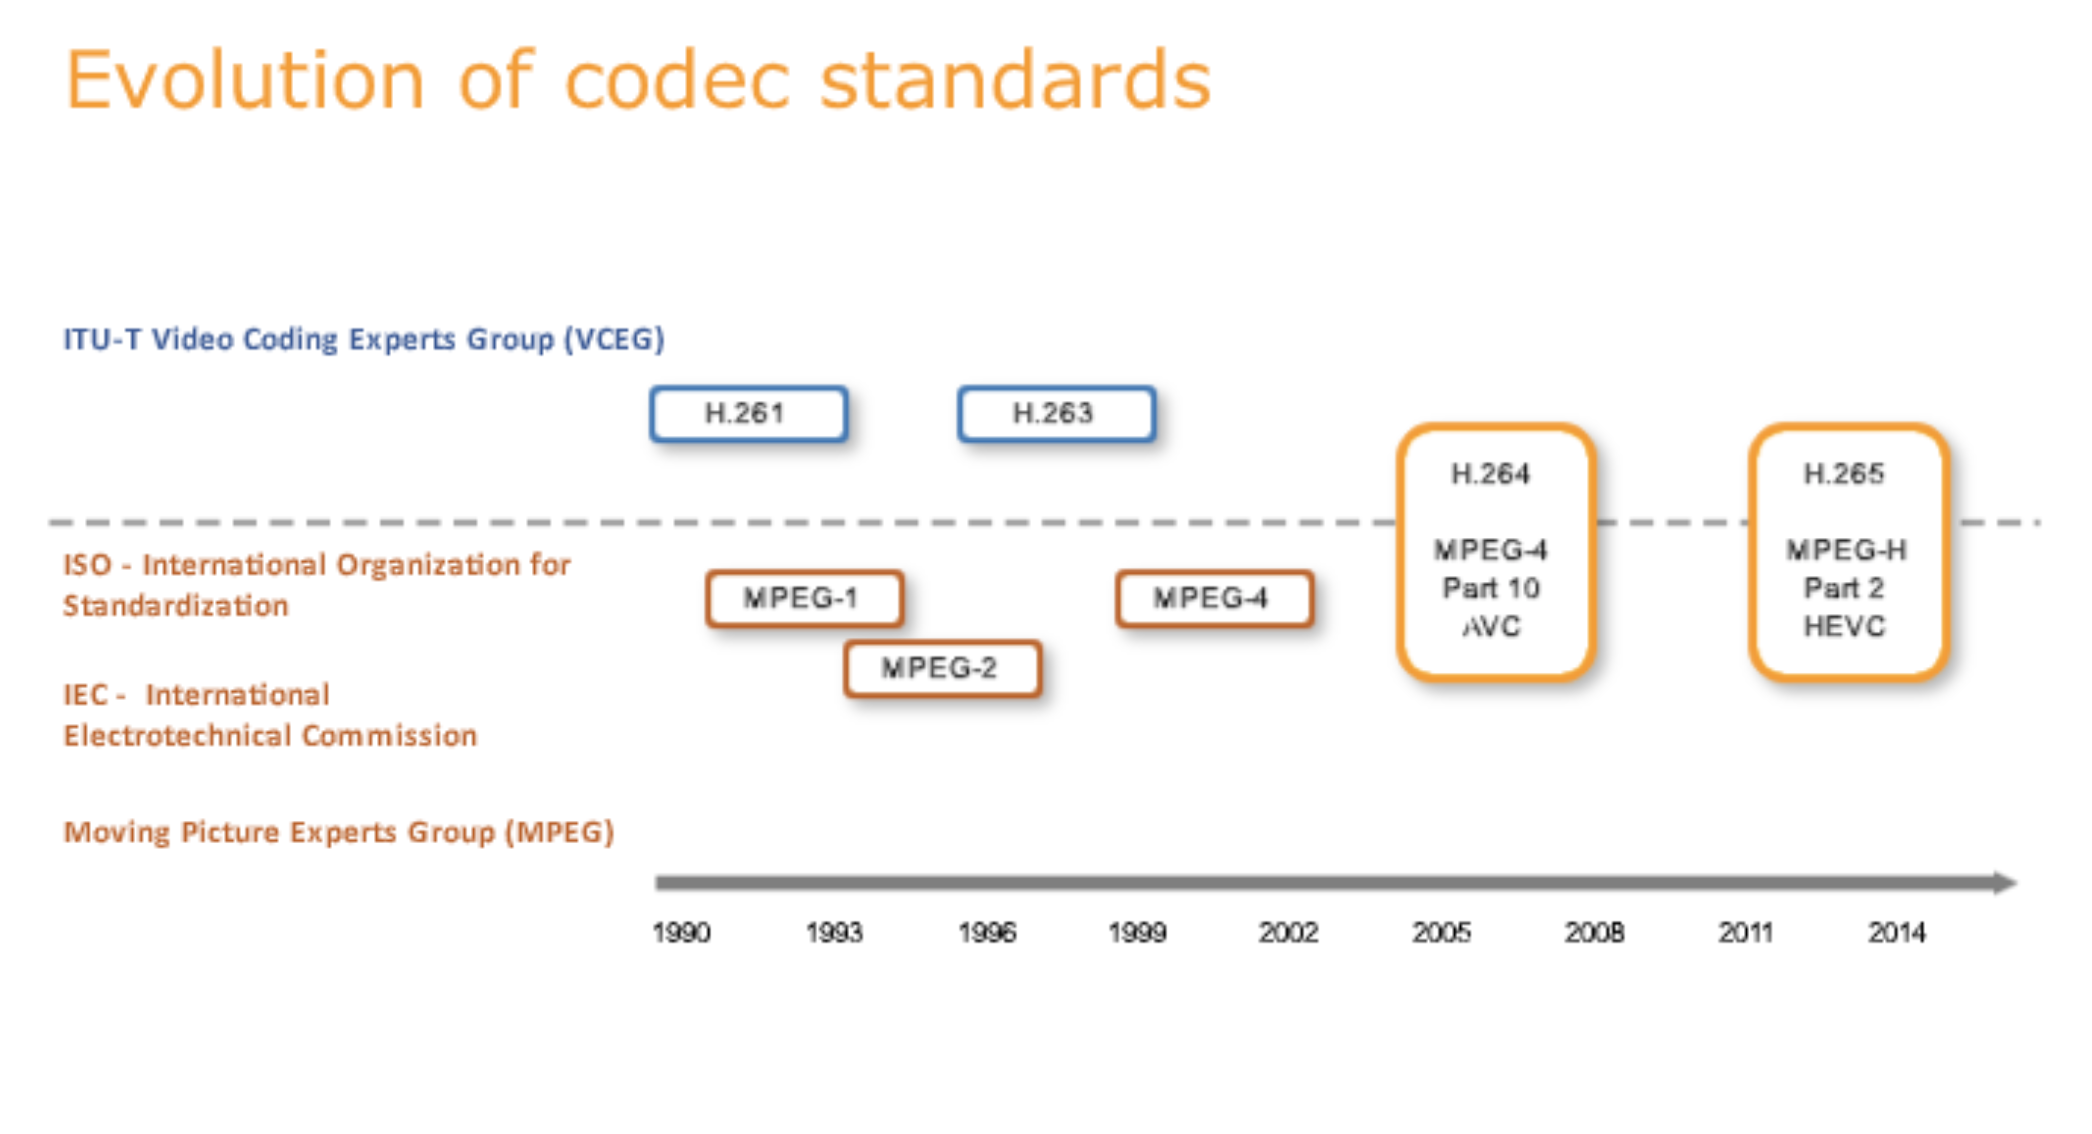 Evolution of codec standards
ITU-T Video Coding Experts Group (VCEG)
H.261
H.263
H.264
MPEG-4
Part 10
AVC
H.265
MPEG-H
Part 2
HEVC
ISO - International Organization for
Standardization
MPEG-1
MPEG-4
MPEG-2
IEC - International
Electrotechnical Commission
Moving Picture Experts Group (MPEG)
1990 1993 1996 1999 2002 2005 2008 2011 2014